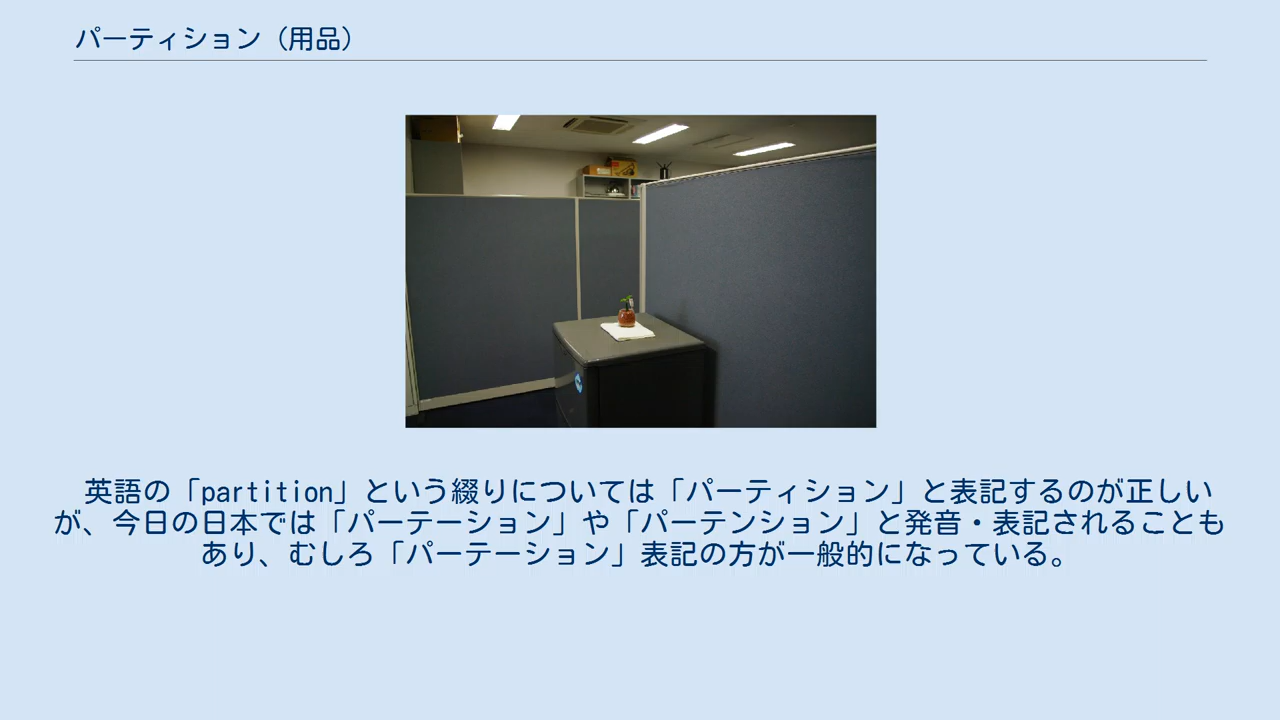 パーティション（用品）
英語の「partition」という綴りについては「パーティション」と表記するのが正しい
が、今日の日本では「パーテーション」や「パーテンション」と発音・表記されることも
あり、むしろ「パーテーション」表記の方が一般的になっている。